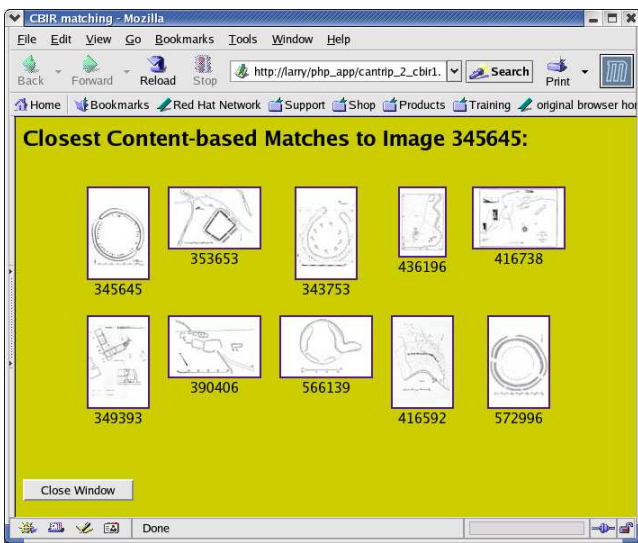 CBIR matching - Mozilla
File Edit View Go Bookmarks Tools Window Help
Back Forward Reload Stop http://larry/php_app/cantrip_2_cbir1. Search Print
Home Bookmarks Red Hat Network Support Shop Products Training original browser hor
Closest Content-based Matches to Image 345645:
345645 353653 343753 436196 416738
349393 390406 566139 416592 572996
Close Window
Done